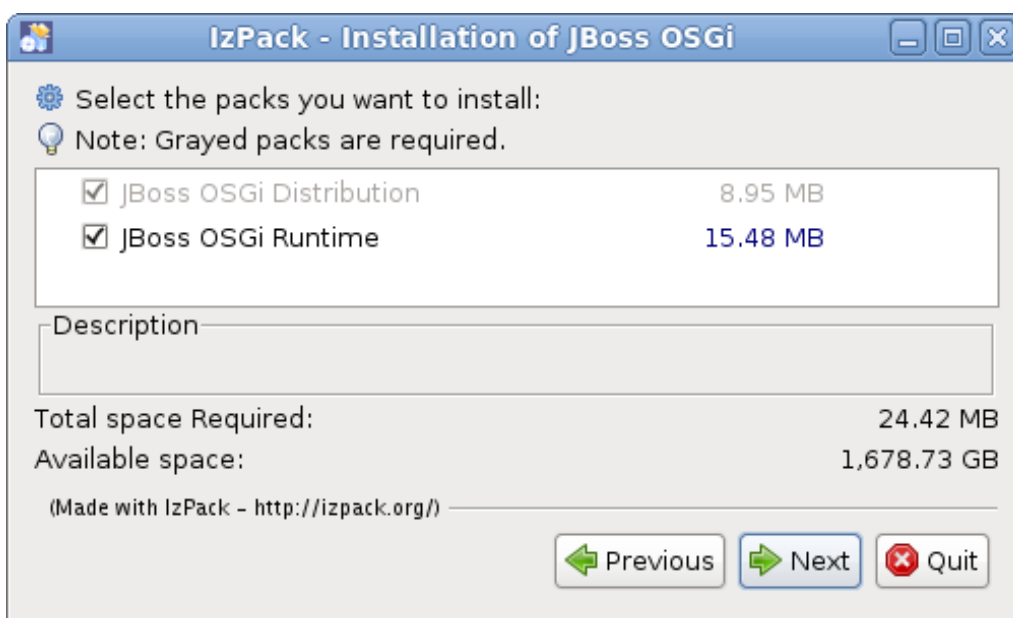 IzPack - Installation of JBoss OSGi
Select the packs you want to install:
Note: Grayed packs are required.
JBoss OSGi Distribution 8.95 MB
JBoss OSGi Runtime 15.48 MB
Description
Total space Required: 24.42 MB
Available space: 1,678.73 GB
(Made with IzPack - http://izpack.org/)
Previous Next Quit